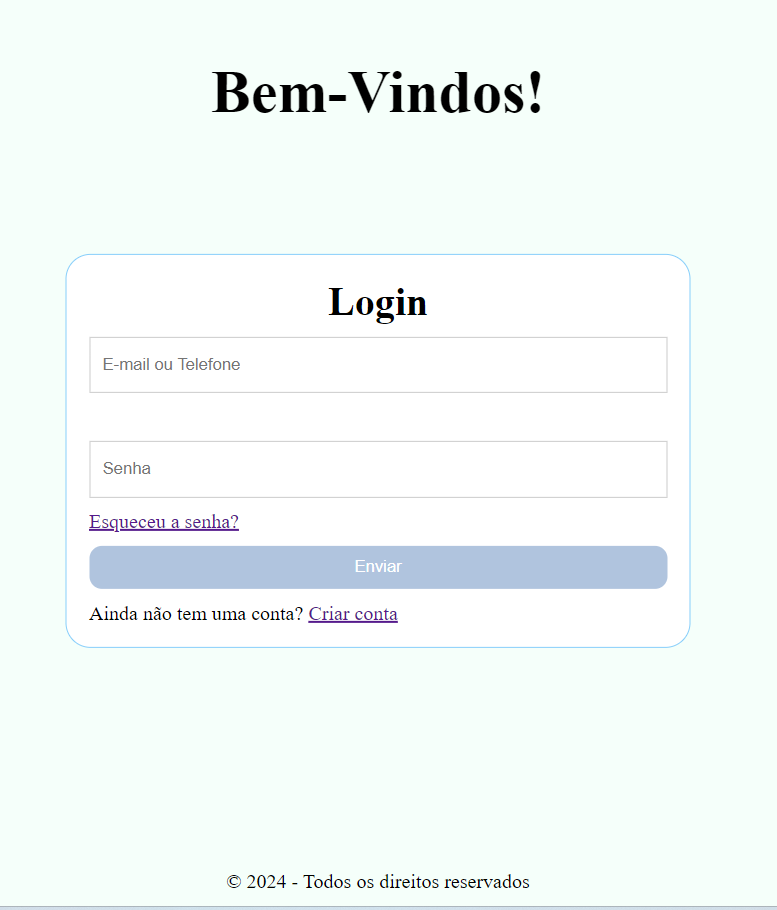 Bem-Vindos!
Login
E-mail ou Telefone
Senha
Esqueceu a senha?
Enviar
Ainda não tem uma conta? Criar conta
© 2024 - Todos os direitos reservados